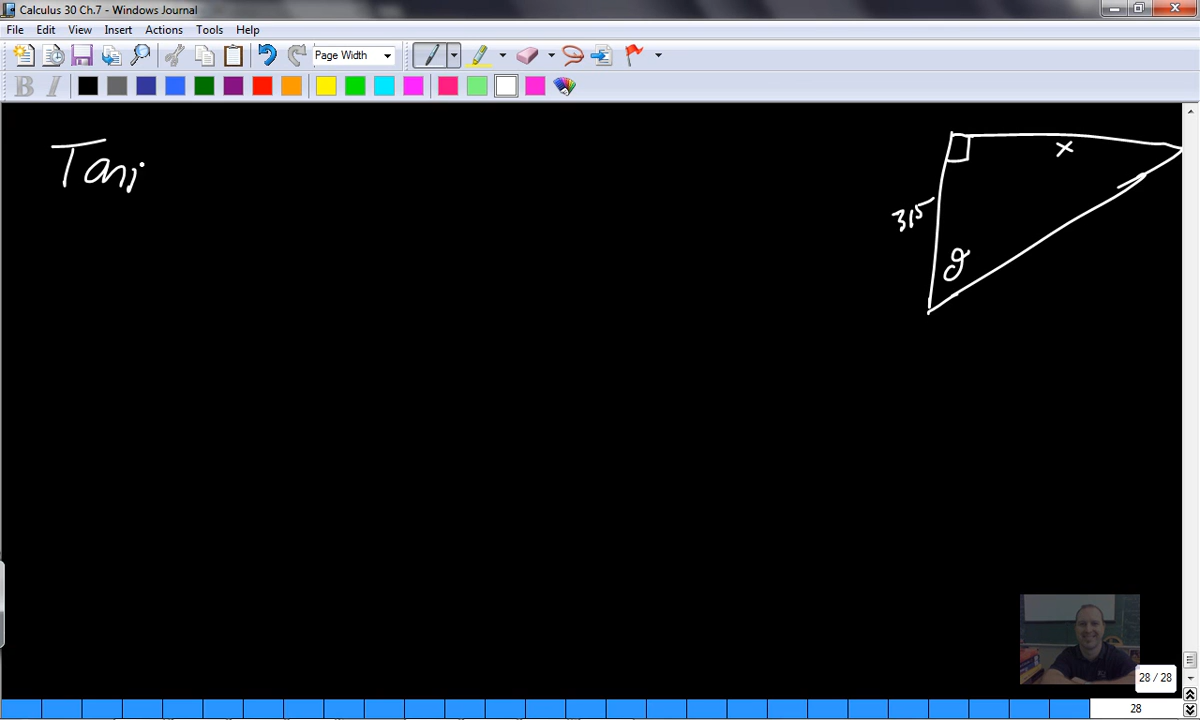 Calculus 30 Ch.7 - Windows Journal
File Edit View Insert Actions Tools Help
Page Width
B I
Tan
x
315
θ
28 / 28
28